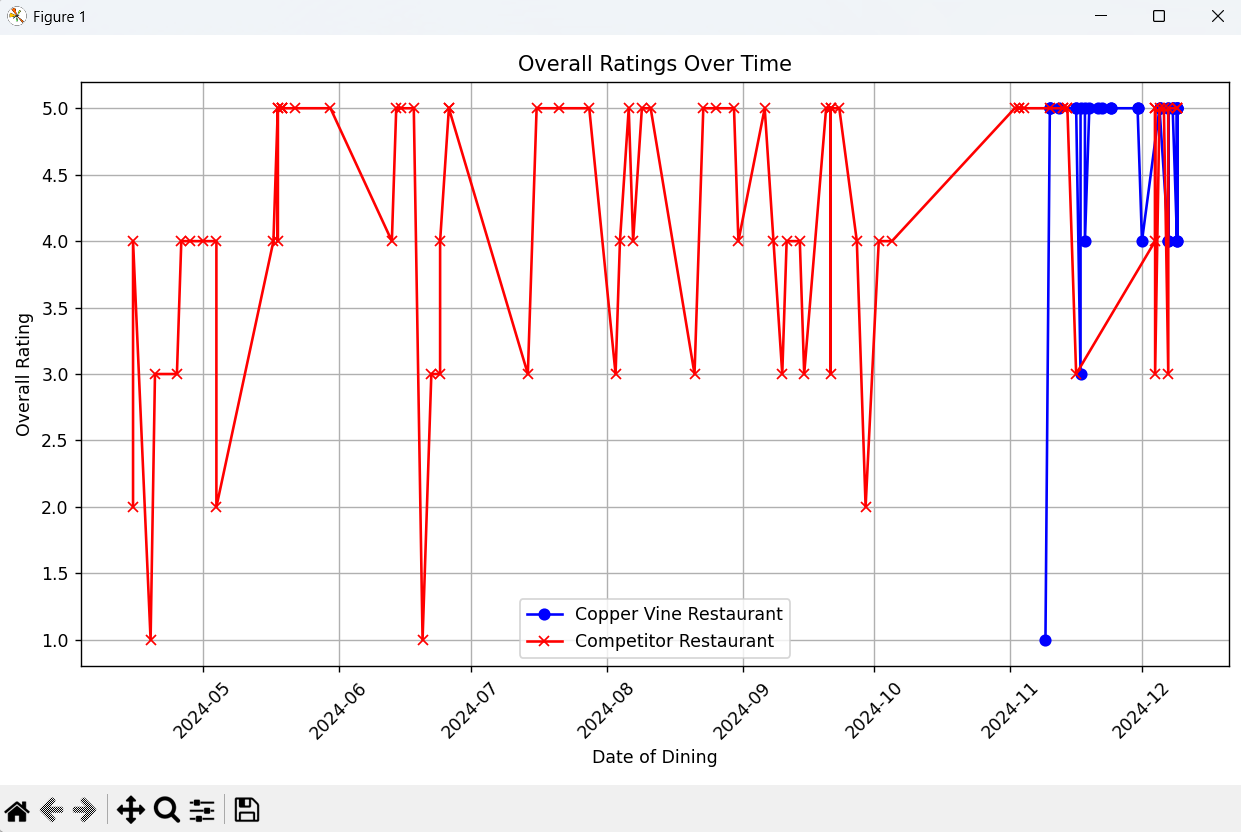 Figure 1
Overall Ratings Over Time
Overall Rating
5.0
4.5
4.0
3.5
3.0
2.5
2.0
1.5
1.0
Copper Vine Restaurant
Competitor Restaurant
2024-05
2024-06
2024-07
2024-08
2024-09
2024-10
2024-11
2024-12
Date of Dining